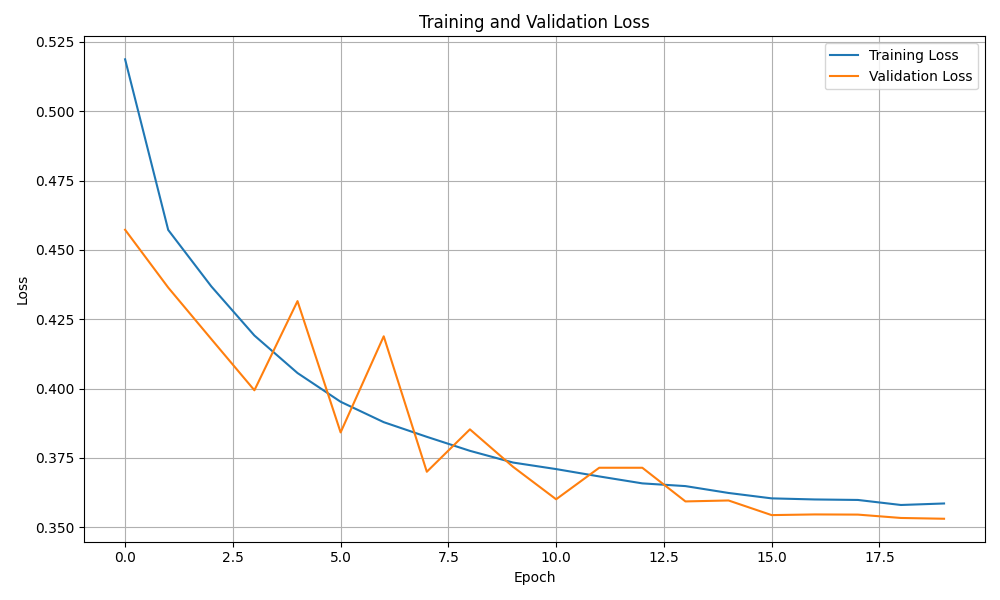 Training and Validation Loss
Training Loss
Validation Loss
Loss
0.525
0.500
0.475
0.450
0.425
0.400
0.375
0.350
0.0 2.5 5.0 7.5 10.0 12.5 15.0 17.5
Epoch